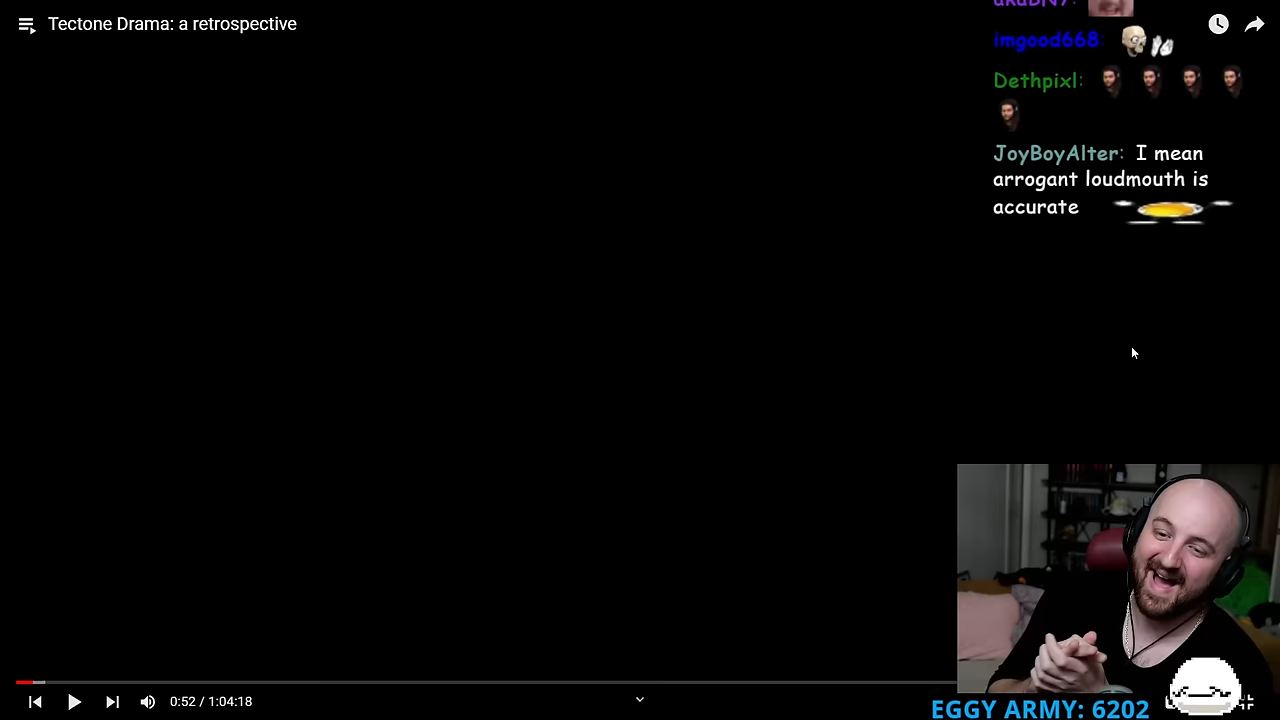 Tectone Drama: a retrospective
imgood668:
Dethpixl:
JoyBoyAlter: I mean
arrogant loudmouth is
accurate
0:52 / 1:04:18
EGGY ARMY: 6202